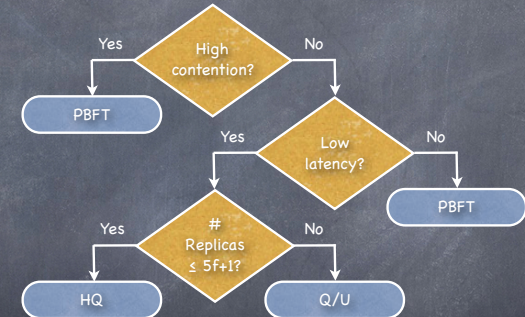 High
contention?
Yes
No
PBFT
Low
latency?
Yes
No
PBFT
#
Replicas
≤ 5f+1?
Yes
No
HQ
Q/U